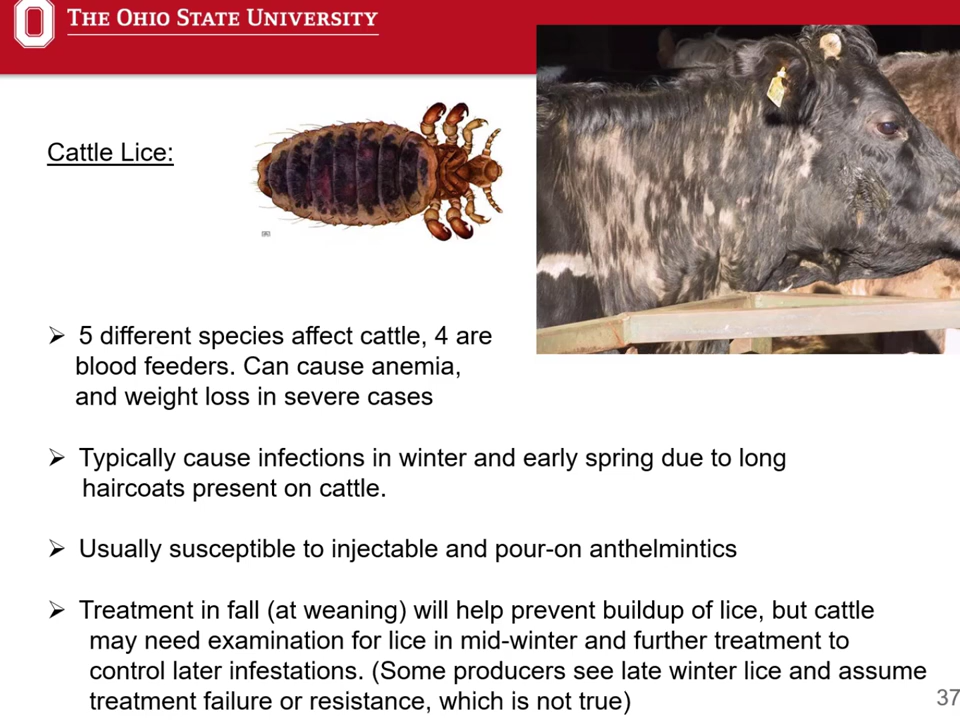 THE OHIO STATE UNIVERSITY
Cattle Lice:
➢ 5 different species affect cattle, 4 are
blood feeders. Can cause anemia,
and weight loss in severe cases
➢ Typically cause infections in winter and early spring due to long
haircoats present on cattle.
➢ Usually susceptible to injectable and pour-on anthelmintics
➢ Treatment in fall (at weaning) will help prevent buildup of lice, but cattle
may need examination for lice in mid-winter and further treatment to
control later infestations. (Some producers see late winter lice and assume
treatment failure or resistance, which is not true)
37